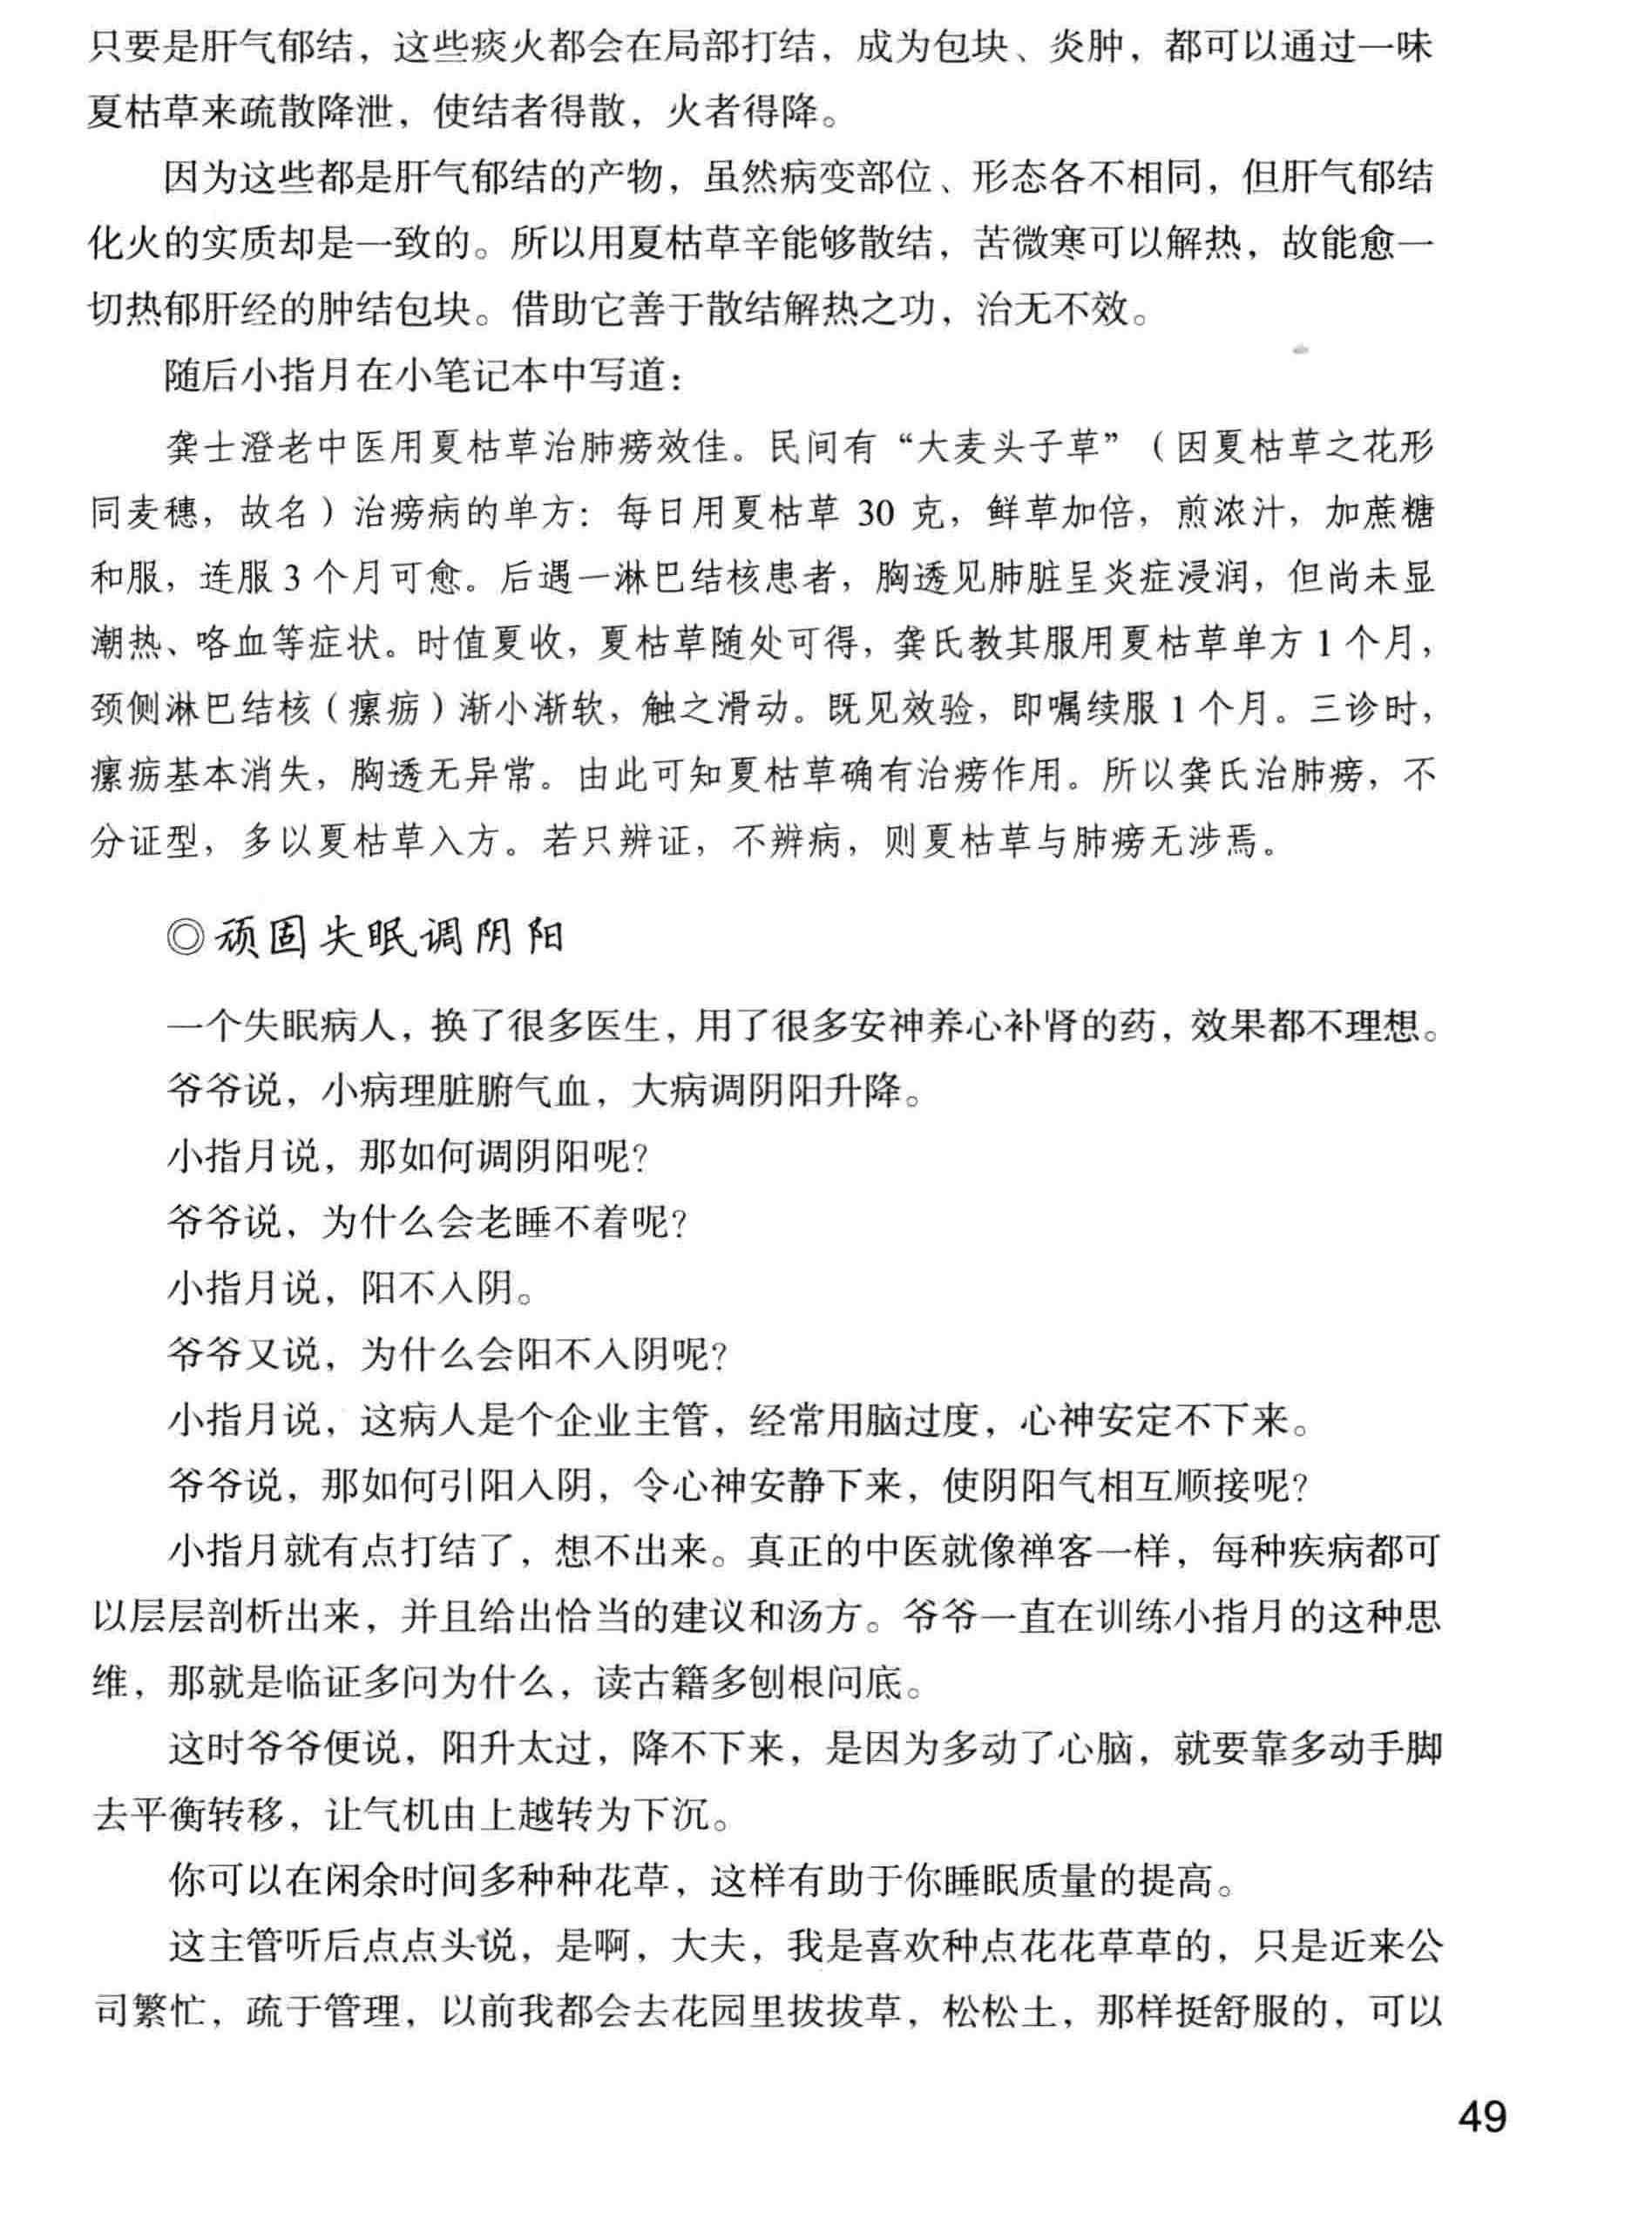 只要是肝气郁结，这些痰火都会在局部打结，成为包块、炎肿，都可以通过一味
夏枯草来疏散降泄，使结者得散，火者得降。
因为这些都是肝气郁结的产物，虽然病变部位、形态各不相同，但肝气郁结
化火的实质却是一致的。所以用夏枯草辛能够散结，苦微寒可以解热，故能愈一
切热郁肝经的肿结包块。借助它善于散结解热之功，治无不效。
随后小指月在小笔记本中写道：
龚士澄老中医用夏枯草治肺痨效佳。民间有“大麦头子草”（因夏枯草之花形
同麦穗，故名）治痨病的单方：每日用夏枯草 30 克，鲜草加倍，煎浓汁，加蔗糖
和服，连服 3 个月可愈。后遇一淋巴结核患者，胸透见肺脏呈炎症浸润，但尚未显
潮热、咯血等症状。时值夏收，夏枯草随处可得，龚氏教其服用夏枯草单方 1 个月，
颈侧淋巴结核（瘰疬）渐小渐软，触之滑动。既见效验，即嘱续服 1 个月。三诊时，
瘰疬基本消失，胸透无异常。由此可知夏枯草确有治痨作用。所以龚氏治肺痨，不
分证型，多以夏枯草入方。若只辨证，不辨病，则夏枯草与肺痨无涉焉。
◎顽固失眠调阴阳
一个失眠病人，换了很多医生，用了很多安神养心补肾的药，效果都不理想。
爷爷说，小病理脏腑气血，大病调阴阳升降。
小指月说，那如何调阴阳呢？
爷爷说，为什么会老睡不着呢？
小指月说，阳不入阴。
爷爷又说，为什么会阳不入阴呢？
小指月说，这病人是个企业主管，经常用脑过度，心神安定不下来。
爷爷说，那如何引阳入阴，令心神安静下来，使阴阳气相互顺接呢？
小指月就有点打结了，想不出来。真正的中医就像禅客一样，每种疾病都可
以层层剖析出来，并且给出恰当的建议和汤方。爷爷一直在训练小指月的这种思
维，那就是临证多问为什么，读古籍多刨根问底。
这时爷爷便说，阳升太过，降不下来，是因为多动了心脑，就要靠多动手脚
去平衡转移，让气机由上越转为下沉。
你可以在闲余时间多种种花草，这样有助于你睡眠质量的提高。
这主管听后点点头说，是啊，大夫，我是喜欢种点花花草草的，只是近来公
司繁忙，疏于管理，以前我都会去花园里拔拔草，松松土，那样挺舒服的，可以
49